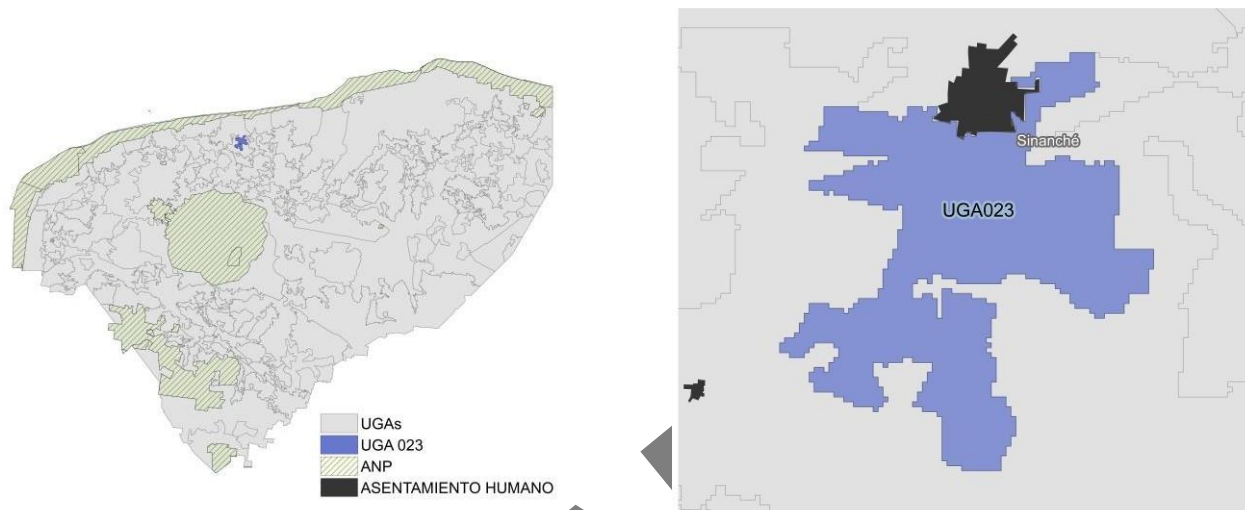 UGAs
UGA 023
ANP
ASENTAMIENTO HUMANO
Sinanché
UGA023